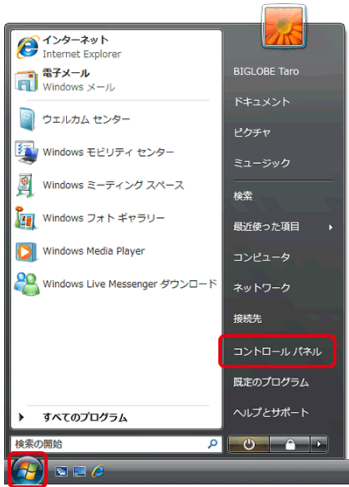 インターネット
Internet Explorer
電子メール
Windows メール
ウェルカム センター
Windows モビリティ センター
Windows ミーティング スペース
Windows フォト ギャラリー
Windows Media Player
Windows Live Messenger ダウンロード
すべてのプログラム
検索の開始
BIGLOBE Taro
ドキュメント
ピクチャ
ミュージック
検索
最近使った項目
コンピュータ
ネットワーク
接続先
コントロール パネル
既定のプログラム
ヘルプとサポート